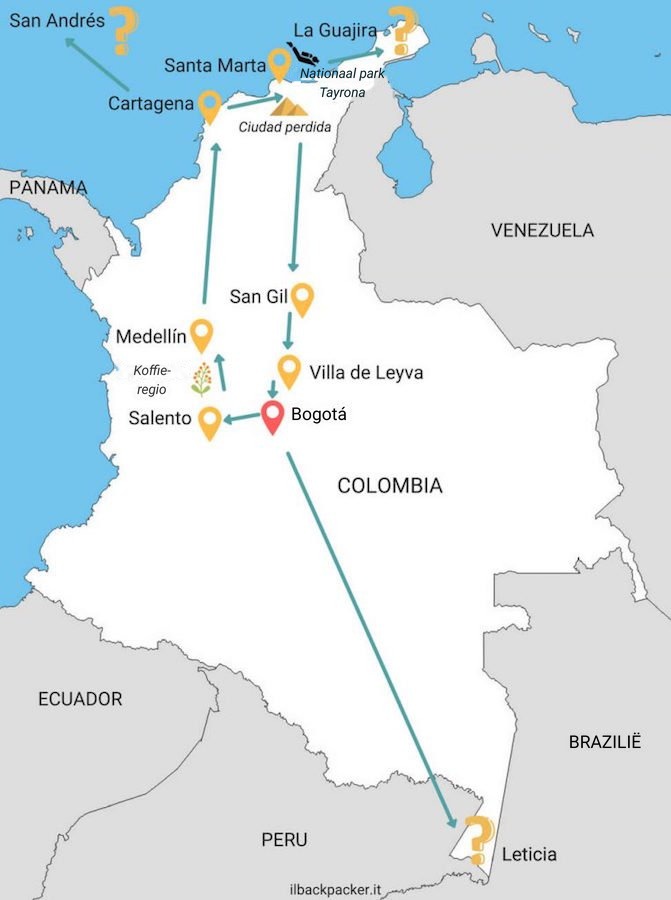 San Andrés
La Guajira
Santa Marta
Nationaal park
Tayrona
Cartagena
Ciudad perdida
PANAMA
VENEZUELA
San Gil
Medellín
Koffie-
regio
Villa de Leyva
Salento
Bogotá
COLOMBIA
ECUADOR
BRAZILIË
PERU
Leticia
ilbackpacker.it